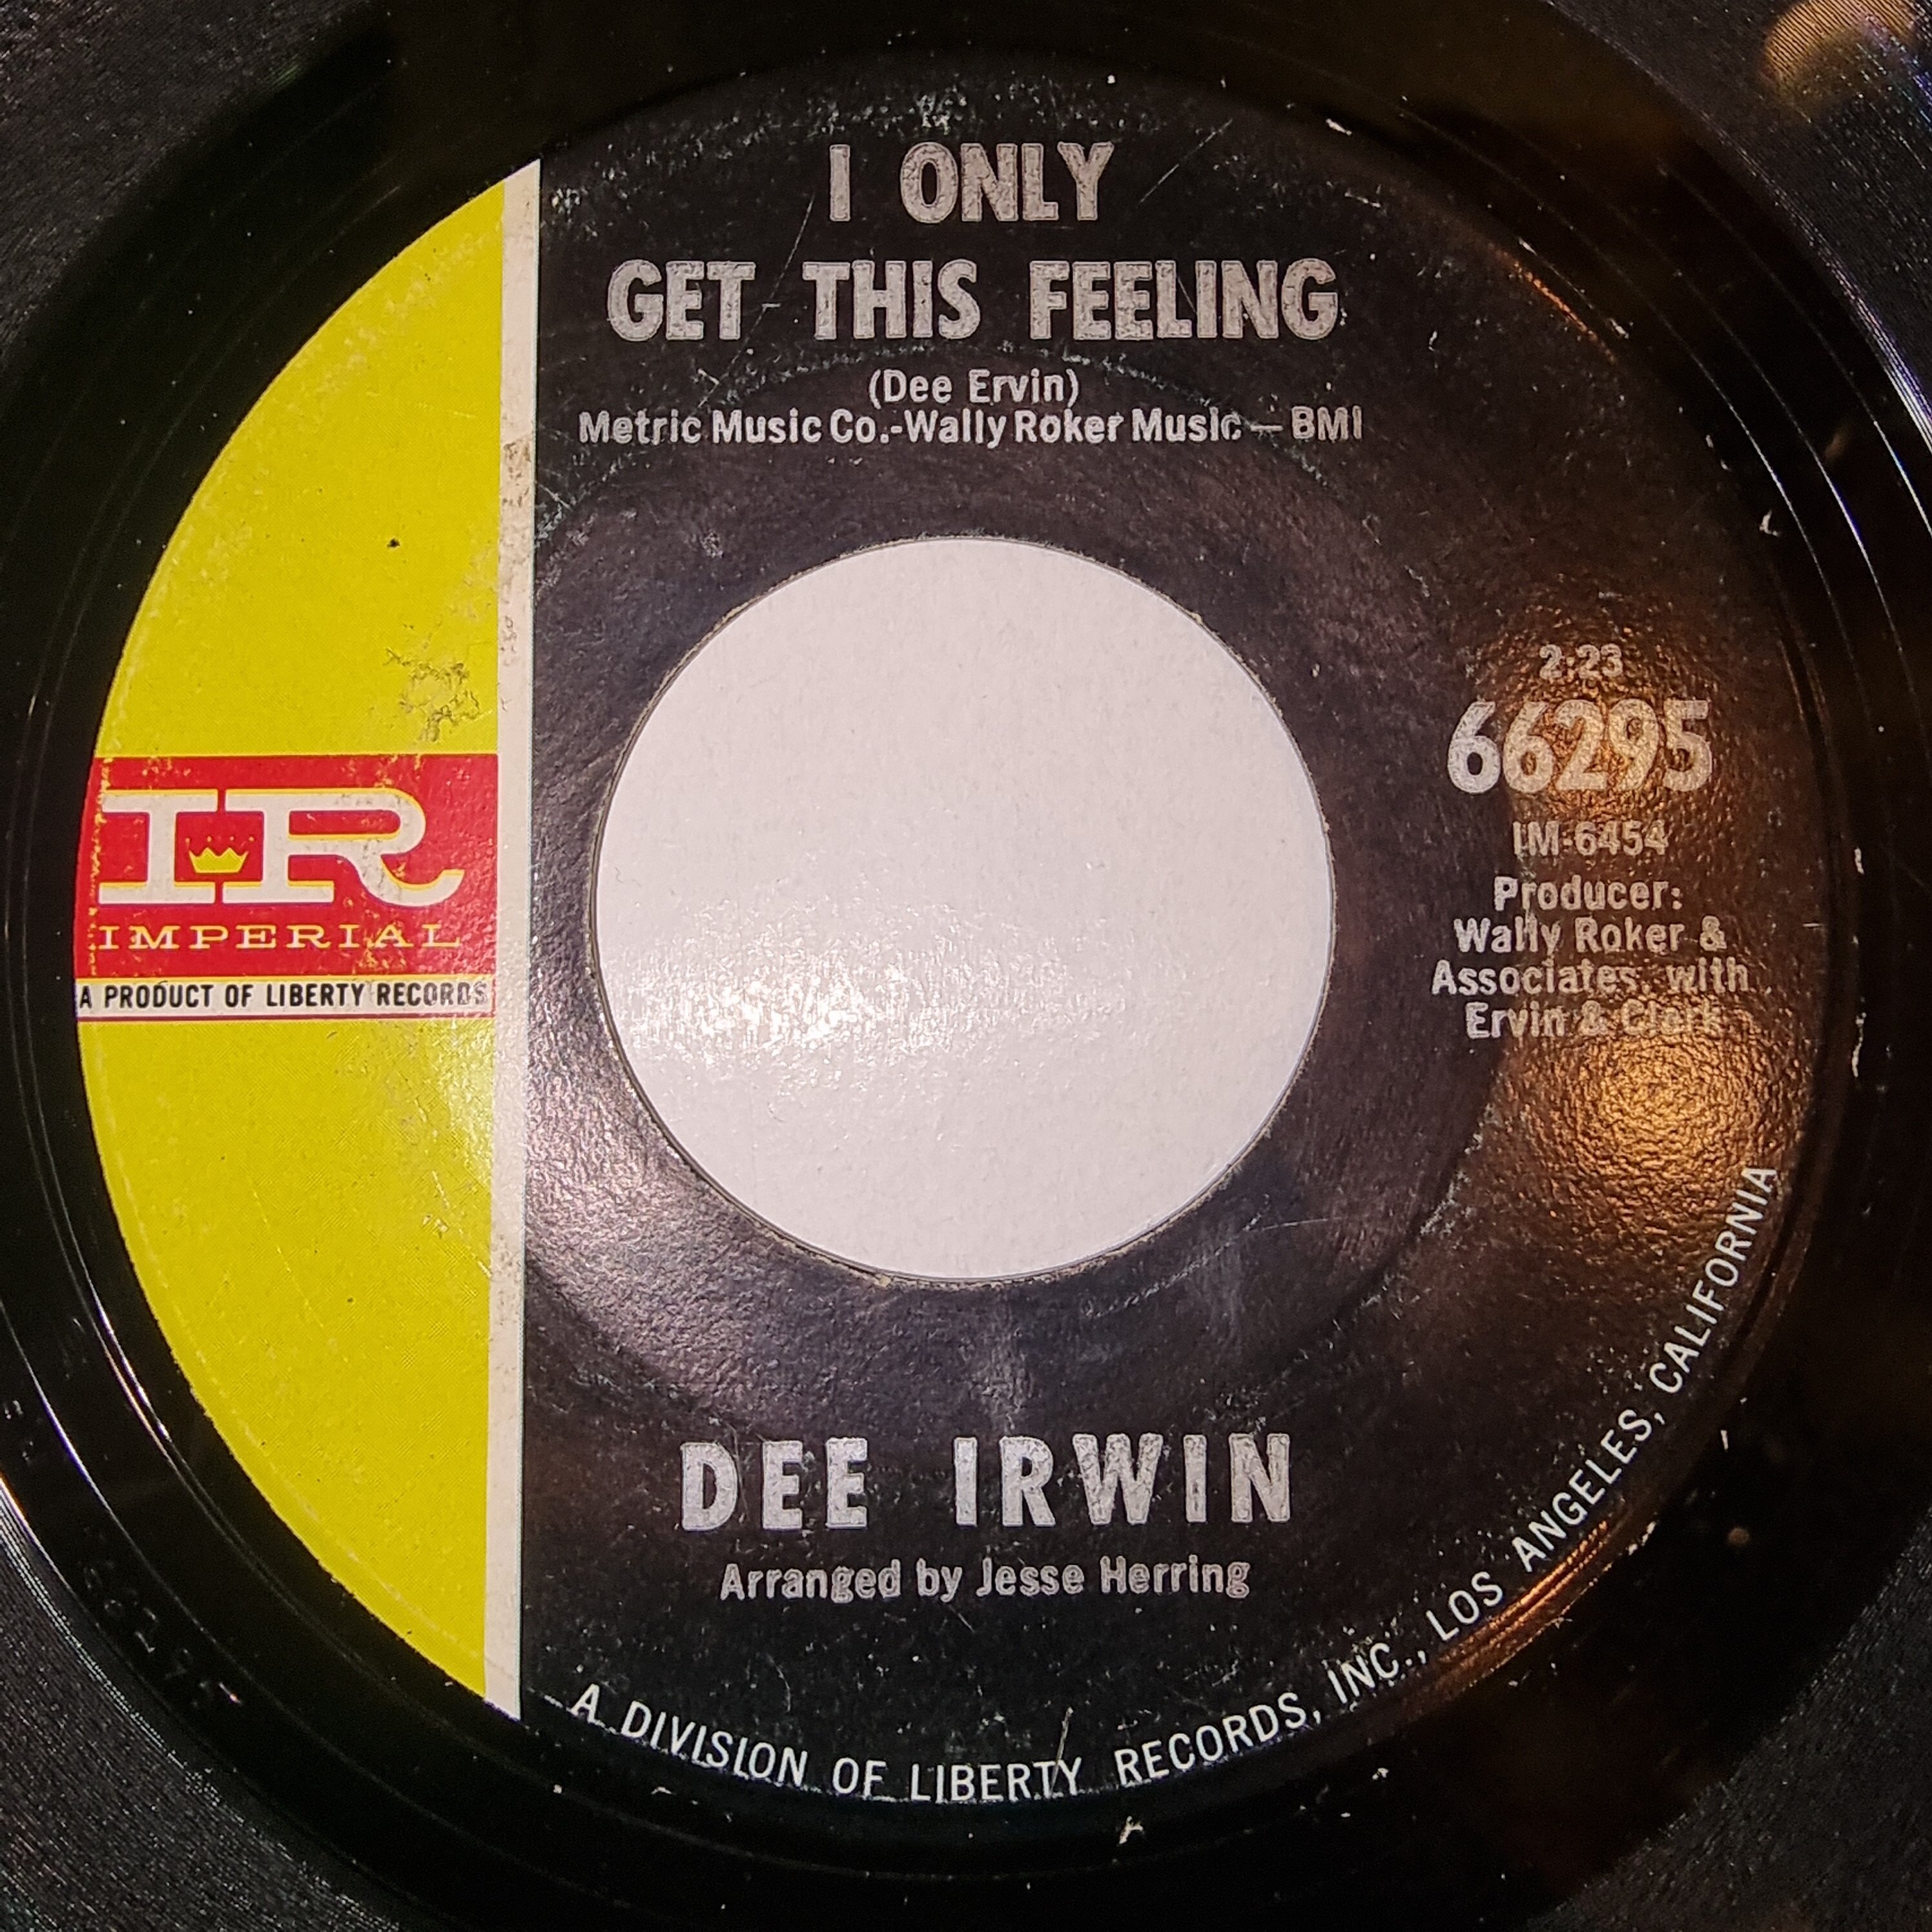 I ONLY
GET THIS FEELING
(Dee Ervin)
Metric Music Co.-Wally Roker Music — BMI
2:23
66295
IM-6454
Producer:
Wally Roker &
Associates, with
Ervin & Clark
IR
IMPERIAL
A PRODUCT OF LIBERTY RECORDS
DEE IRWIN
Arranged by Jesse Herring
A DIVISION OF LIBERTY RECORDS, INC., LOS ANGELES, CALIFORNIA